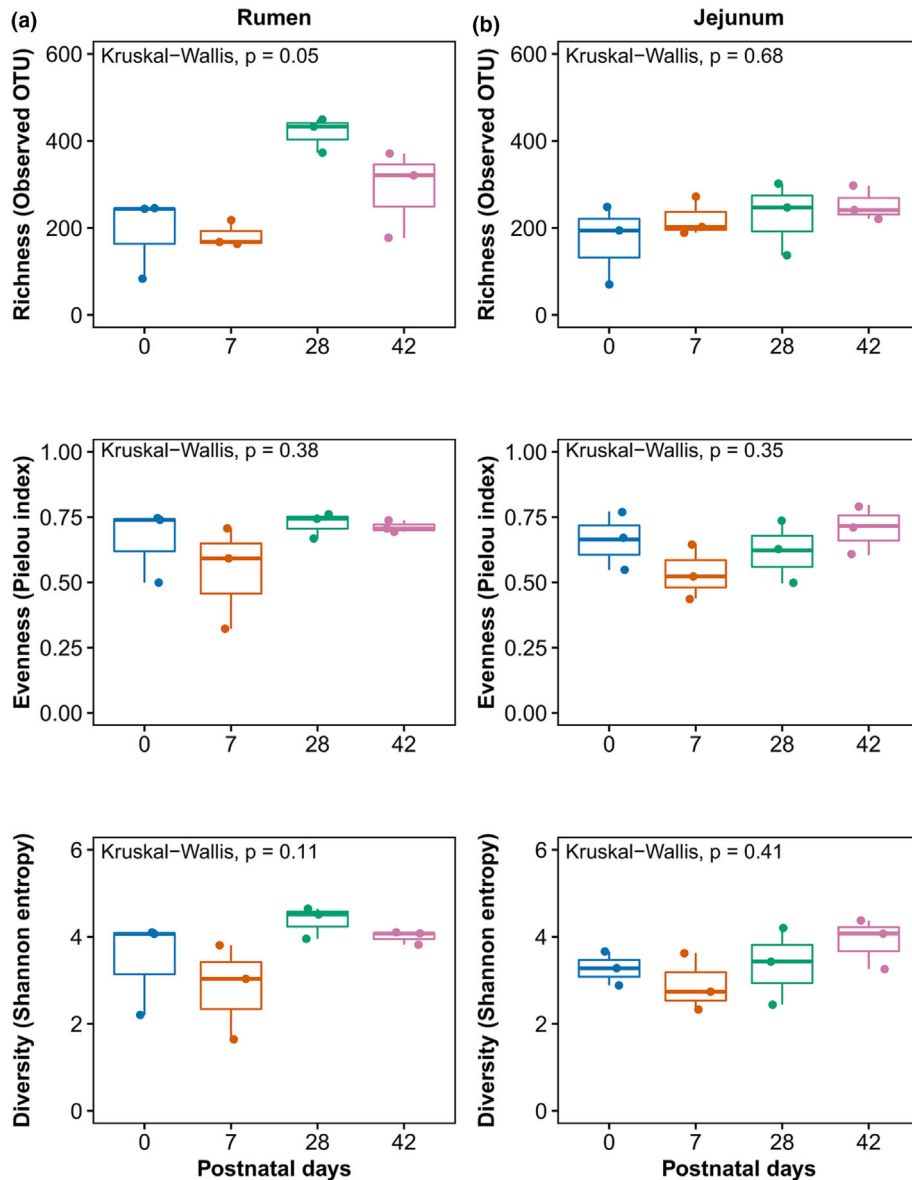 (a)
Rumen
(b)
Jejunum
Richness (Observed OTU)
600
400
200
0
Kruskal−Wallis, p = 0.05
0 7 28 42
Richness (Observed OTU)
600
400
200
0
Kruskal−Wallis, p = 0.68
0 7 28 42
Evenness (Pielou index)
1.00
0.75
0.50
0.25
0.00
Kruskal−Wallis, p = 0.38
0 7 28 42
Evenness (Pielou index)
1.00
0.75
0.50
0.25
0.00
Kruskal−Wallis, p = 0.35
0 7 28 42
Diversity (Shannon entropy)
6
4
2
0
Kruskal−Wallis, p = 0.11
0 7 28 42
Postnatal days
Diversity (Shannon entropy)
6
4
2
0
Kruskal−Wallis, p = 0.41
0 7 28 42
Postnatal days